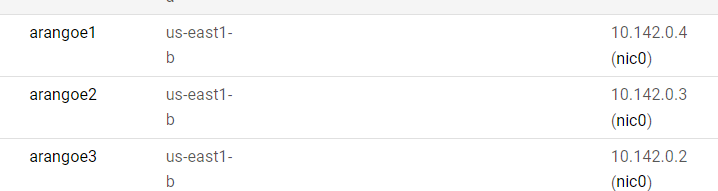 arangoe1 us-east1- 10.142.0.4
b (nic0)
arangoe2 us-east1- 10.142.0.3
b (nic0)
arangoe3 us-east1- 10.142.0.2
b (nic0)